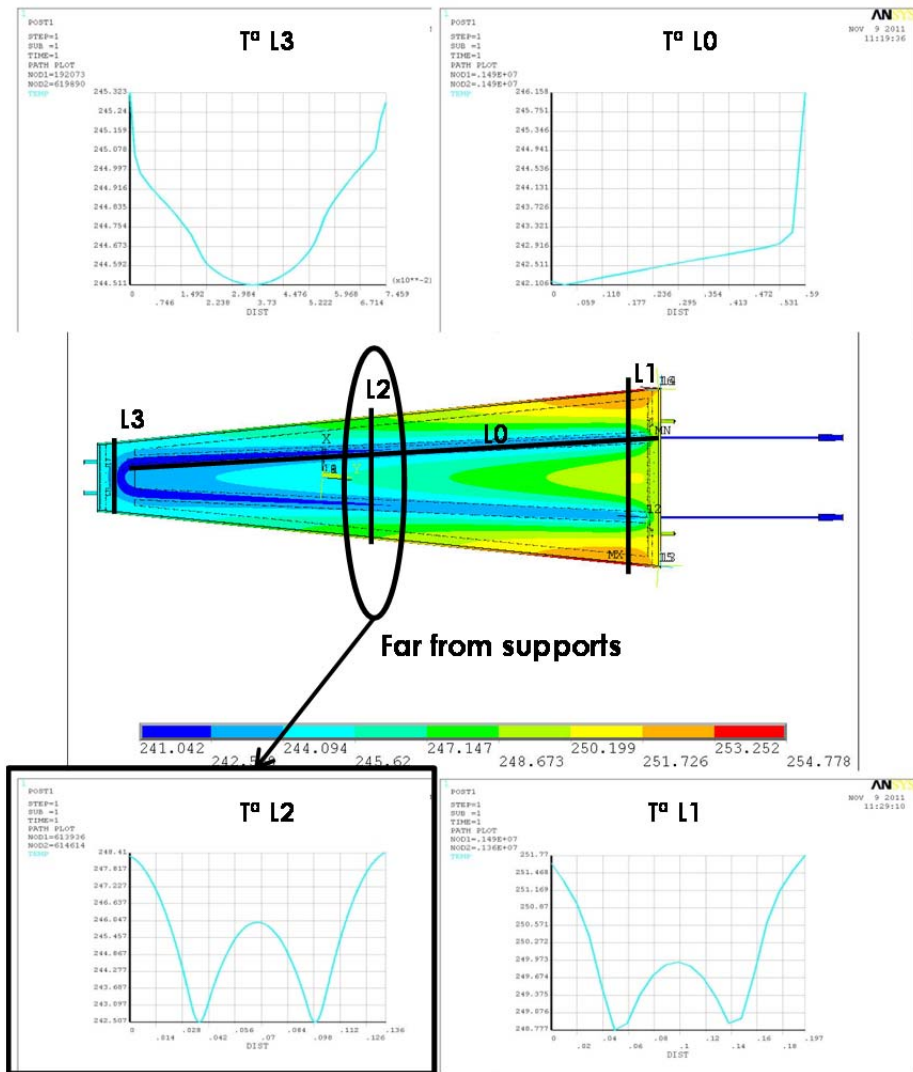 1
POST1
STEP=1
SUB =1
TIME=1
PATH PLOT
NOD1=192073
NOD2=619890
TEMP
Tª L3
245.323
245.24
245.159
245.078
244.997
244.916
244.835
244.754
244.673
244.592
244.511
(x10**-2)
0 1.492 2.984 4.476 5.968 7.459
.746 2.238 3.73 5.222 6.714
DIST
1
POST1
STEP=1
SUB =1
TIME=1
PATH PLOT
NOD1=.149E+07
NOD2=.149E+07
TEMP
Tª L0
ANSYS
NOV 9 2011
11:19:36
246.158
245.751
245.346
244.941
244.536
244.131
243.726
243.321
242.916
242.511
242.106
0 .118 .236 .354 .472 .59
.059 .177 .295 .413 .531
DIST
L3
L2
L1
L0
X
Y
MN
12
MX
Far from supports
241.042 244.094 247.147 250.199 253.252
245.62 248.673 251.726 254.778
1
POST1
STEP=1
SUB =1
TIME=1
PATH PLOT
NOD1=613936
NOD2=614614
TEMP
Tª L2
248.41
247.817
247.227
246.637
246.047
245.457
244.867
244.277
243.687
243.097
242.507
0 .028 .056 .084 .112 .136
.014 .042 .07 .098 .126
DIST
1
POST1
STEP=1
SUB =1
TIME=1
PATH PLOT
NOD1=.149E+07
NOD2=.136E+07
TEMP
Tª L1
ANSYS
NOV 9 2011
11:29:10
251.77
251.468
251.169
250.87
250.571
250.272
249.973
249.674
249.375
249.076
248.777
0 .04 .08 .12 .16 .197
.02 .06 .1 .14 .18
DIST